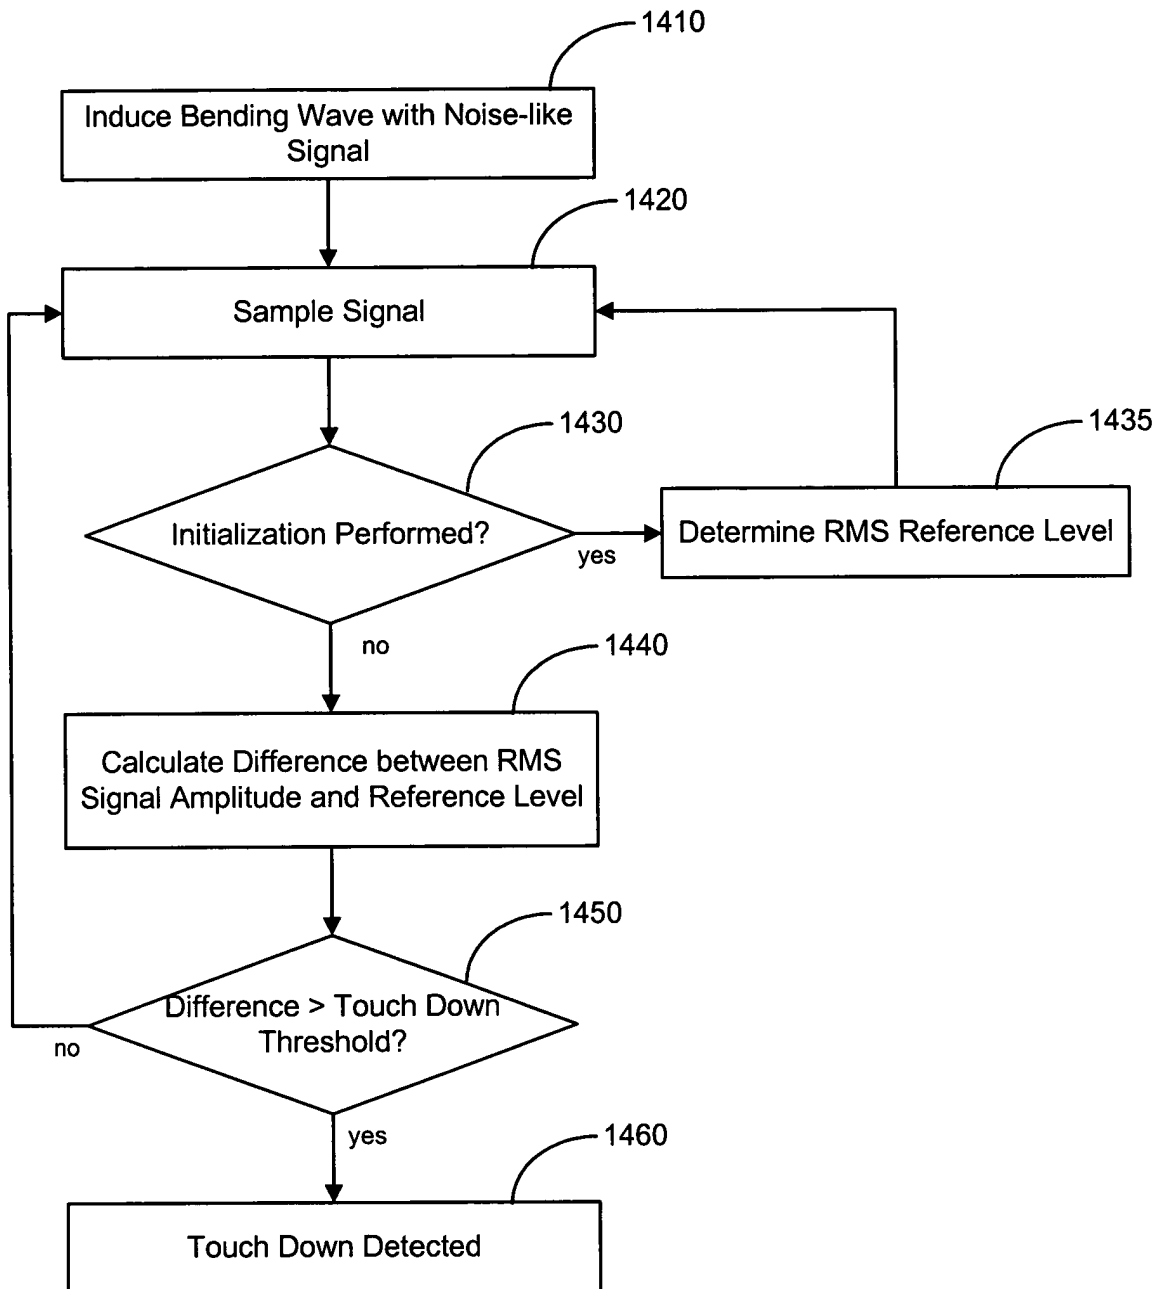 1410
Induce Bending Wave with Noise-like
Signal
1420
Sample Signal
1430
Initialization Performed?
yes
no
1435
Determine RMS Reference Level
1440
Calculate Difference between RMS
Signal Amplitude and Reference Level
1450
Difference > Touch Down
Threshold?
no
yes
1460
Touch Down Detected